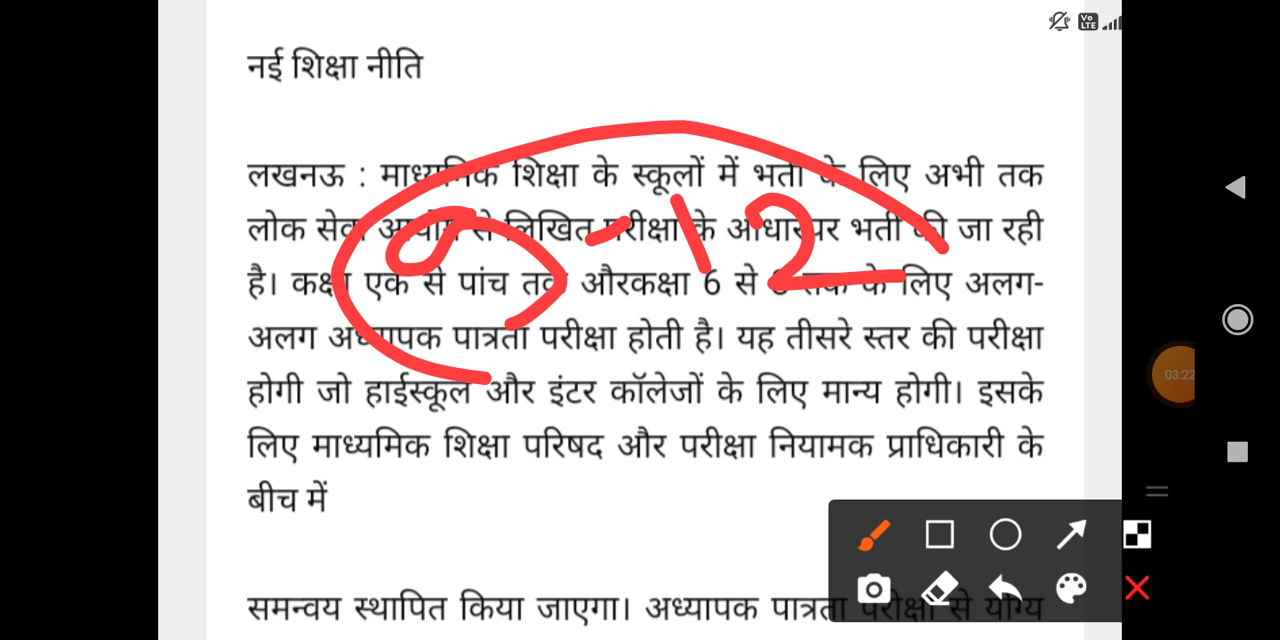 Vo
LTE
नई शिक्षा नीति
लखनऊ : माध्यमिक शिक्षा के स्कूलों में भर्ती के लिए अभी तक
लोक सेवा आयोग से लिखित परीक्षा के आधार पर भर्ती की जा रही
है। कक्षा एक से पांच तक औरकक्षा 6 से 8 तक के लिए अलग-
अलग अध्यापक पात्रता परीक्षा होती है। यह तीसरे स्तर की परीक्षा
होगी जो हाईस्कूल और इंटर कॉलेजों के लिए मान्य होगी। इसके
लिए माध्यमिक शिक्षा परिषद और परीक्षा नियामक प्राधिकारी के
बीच में
समन्वय स्थापित किया जाएगा। अध्यापक पात्रता परीक्षा से योग्य
9-12
03:22